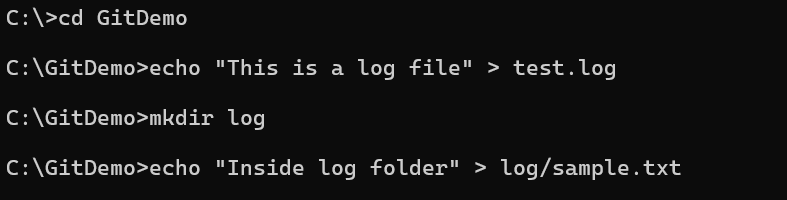 C:\>cd GitDemo
C:\GitDemo>echo "This is a log file" > test.log
C:\GitDemo>mkdir log
C:\GitDemo>echo "Inside log folder" > log/sample.txt